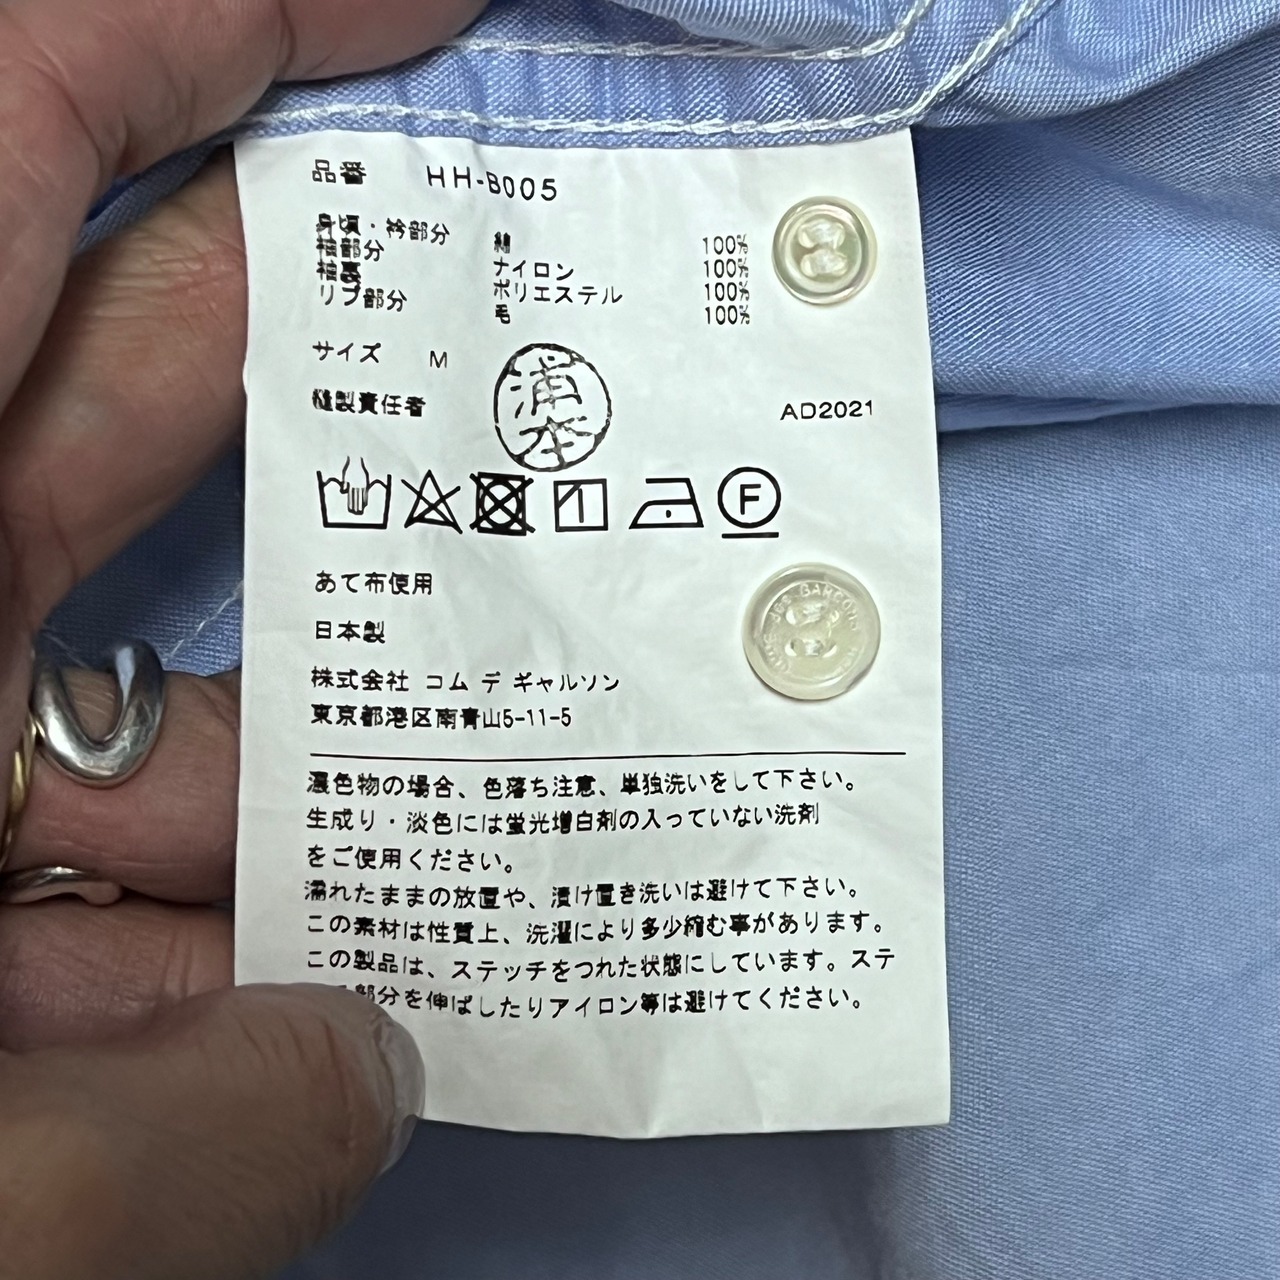 品番 HH-B005
身頃・衿部分 綿 100%
袖部分 ナイロン 100%
袖裏 ポリエステル 100%
リブ部分 毛 100%
サイズ M
縫製責任者 浦本 AD2021
F
あて布使用
日本製
株式会社 コム デ ギャルソン
東京都港区南青山5-11-5
濃色物の場合、色落ち注意、単独洗いをして下さい。
生成り・淡色には蛍光増白剤の入っていない洗剤
をご使用ください。
濡れたままの放置や、漬け置き洗いは避けて下さい。
この素材は性質上、洗濯により多少縮む事があります。
この製品は、ステッチをつれた状態にしています。ステ
部分を伸ばしたりアイロン等は避けてください。
des GARCONS